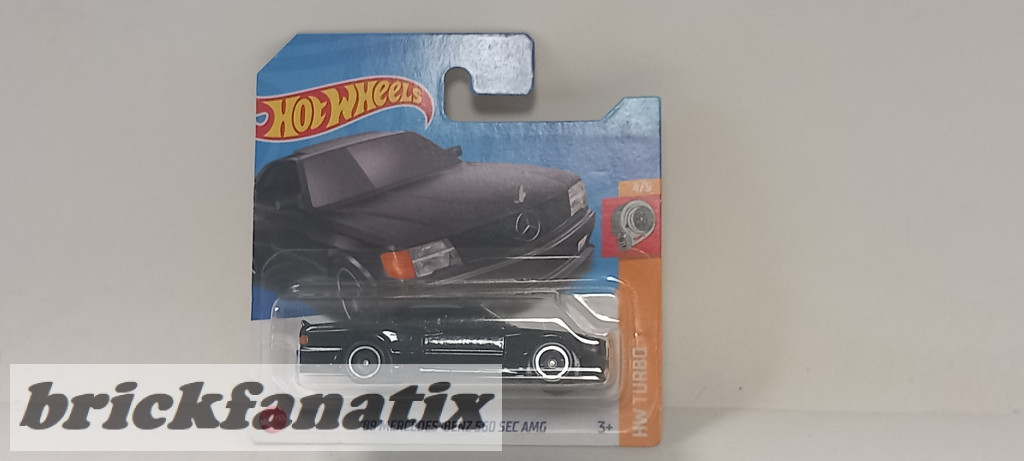 HOT WHEELS
4/5
HW TURBO
brickfanatix
'89 MERCEDES-BENZ 560 SEC AMG
3+